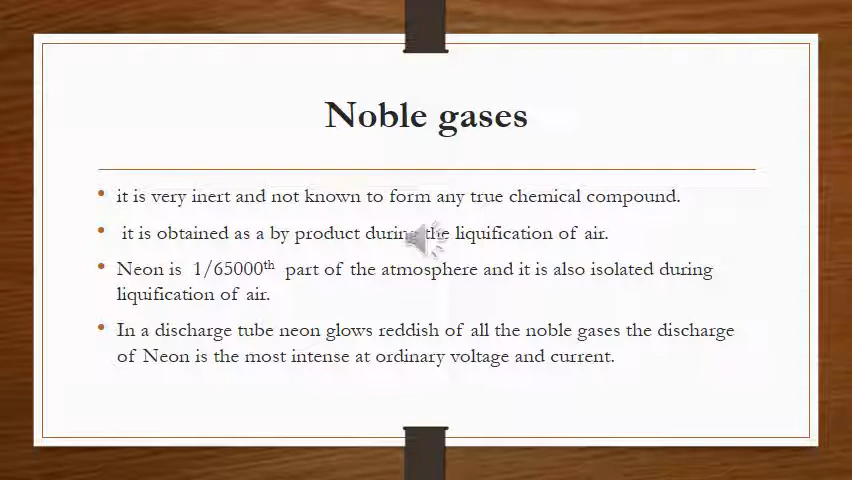 Noble gases
• it is very inert and not known to form any true chemical compound.
• it is obtained as a by product during the liquification of air.
• Neon is 1/65000th part of the atmosphere and it is also isolated during
liquification of air.
• In a discharge tube neon glows reddish of all the noble gases the discharge
of Neon is the most intense at ordinary voltage and current.